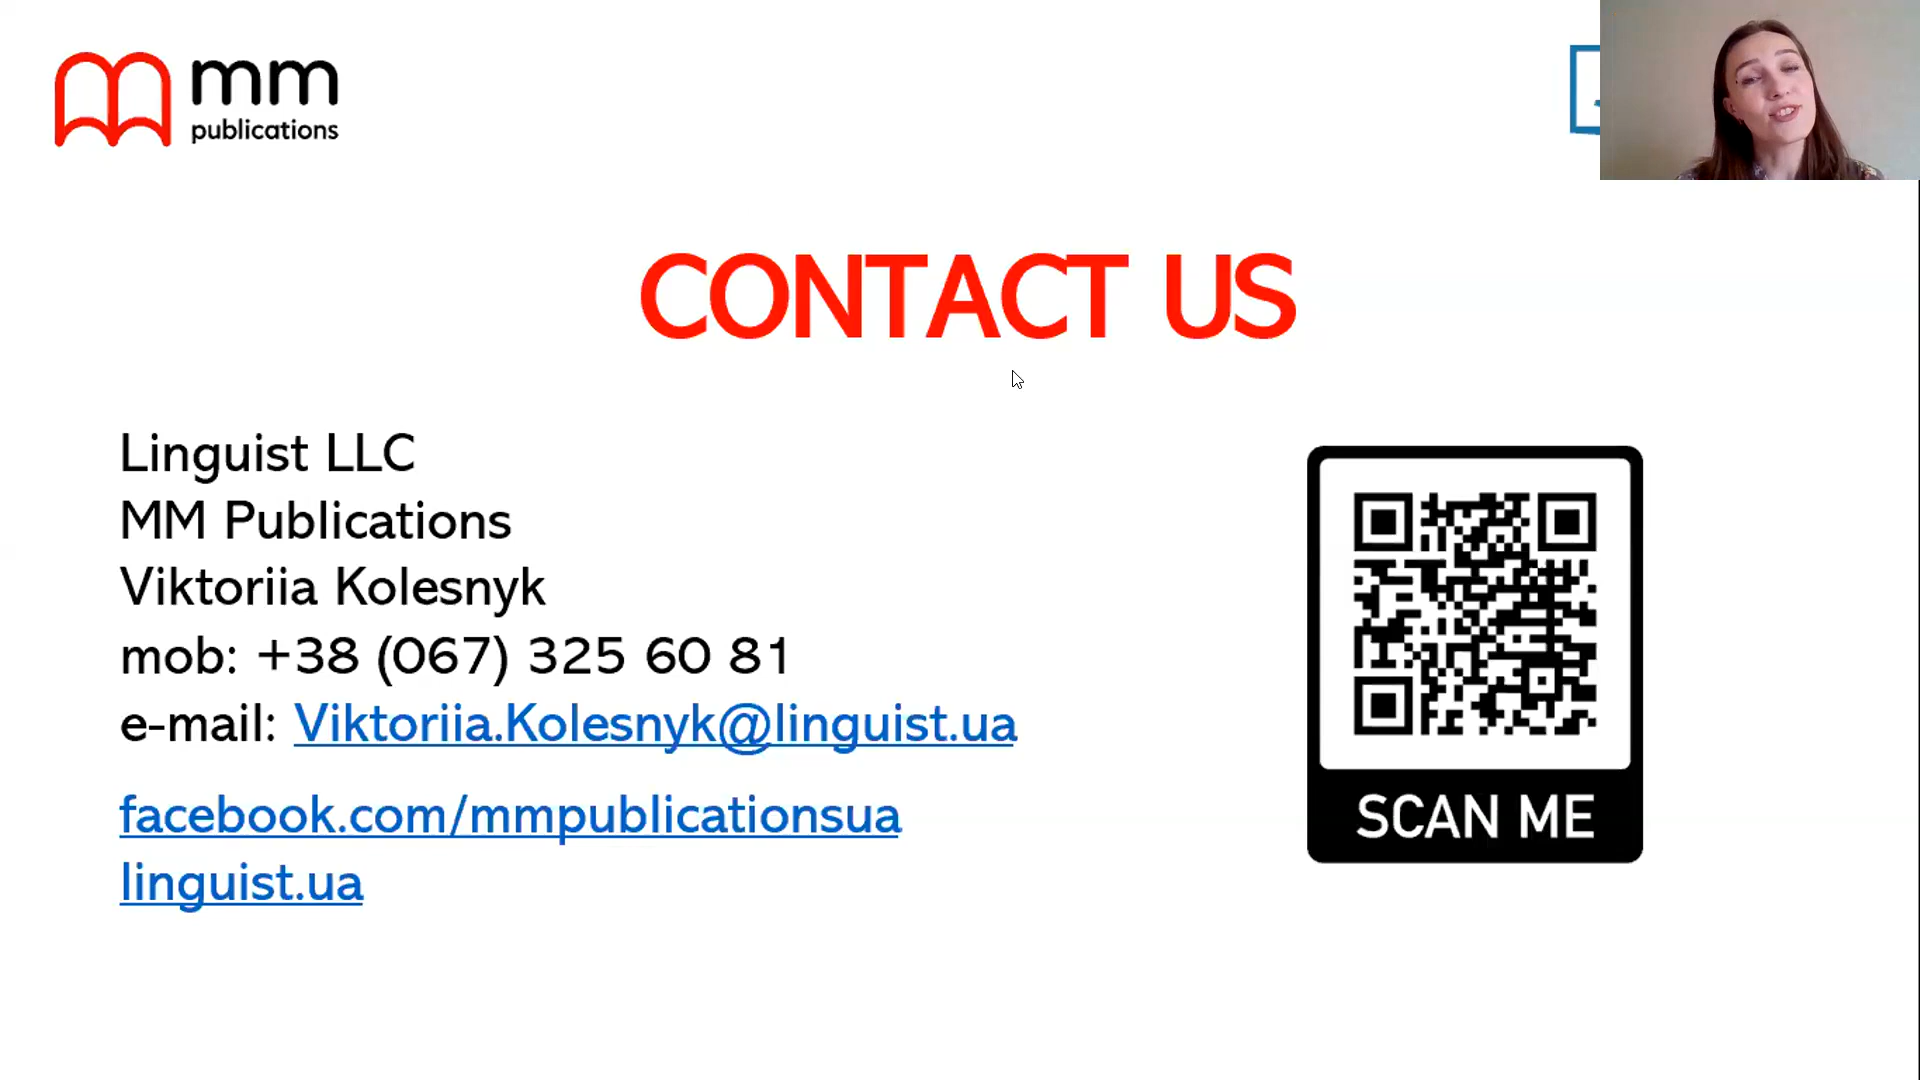 mm
publications
CONTACT US
Linguist LLC
MM Publications
Viktoriia Kolesnyk
mob: +38 (067) 325 60 81
e-mail: Viktoriia.Kolesnyk@linguist.ua
facebook.com/mmpublicationsua
linguist.ua
SCAN ME